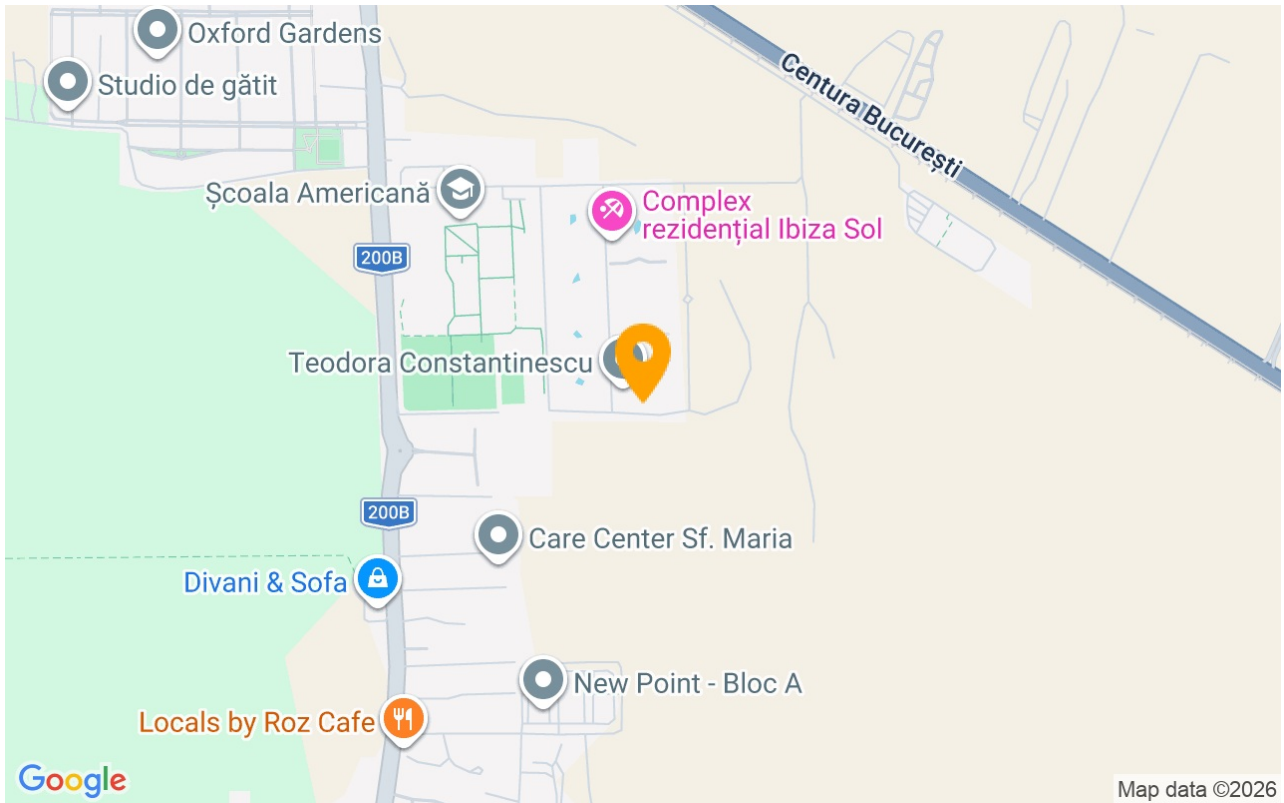 Oxford Gardens
Studio de gătit
Centura București
Școala Americană
Complex
rezidențial Ibiza Sol
200B
Teodora Constantinescu
200B
Care Center Sf. Maria
Divani & Sofa
New Point - Bloc A
Locals by Roz Cafe
Google
Map data ©2026